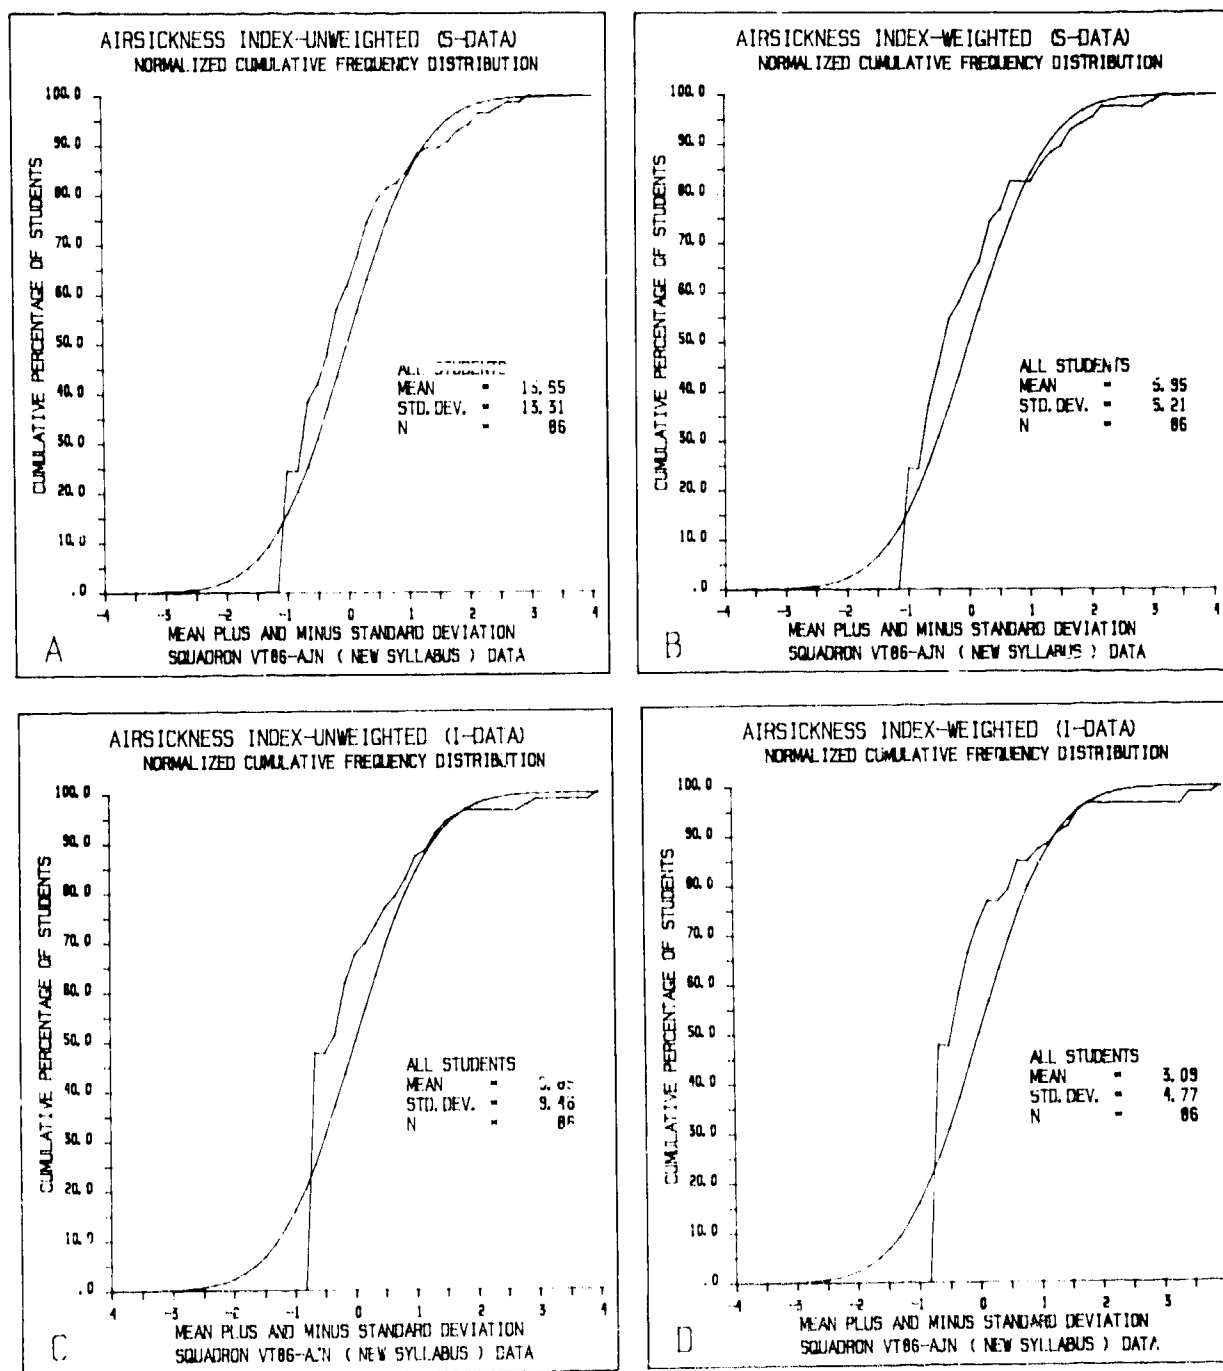 AIRSICKNESS INDEX-UNWEIGHTED (S-DATA)
NORMALIZED CUMULATIVE FREQUENCY DISTRIBUTION
CUMULATIVE PERCENTAGE OF STUDENTS
100.0
90.0
80.0
70.0
60.0
50.0
40.0
30.0
20.0
10.0
.0
ALL STUDENTS
MEAN =
STD.DEV. =
N =
-4 -2 -1 0 1 2 3 4
MEAN PLUS AND MINUS STANDARD DEVIATION
SQUADRON VT86-AJN (NEW SYLLABUS) DATA
A
AIRSICKNESS INDEX-WEIGHTED (S-DATA)
NORMALIZED CUMULATIVE FREQUENCY DISTRIBUTION
CUMULATIVE PERCENTAGE OF STUDENTS
100.0
90.0
80.0
70.0
60.0
50.0
40.0
30.0
20.0
10.0
.0
ALL STUDENTS
MEAN =
STD.DEV. = 5.21
N = 86
-4 -3 -2 -1 0 1 2 3 4
MEAN PLUS AND MINUS STANDARD DEVIATION
SQUADRON VT86-AJN (NEW SYLLABUS) DATA
B
AIRSICKNESS INDEX-UNWEIGHTED (I-DATA)
NORMALIZED CUMULATIVE FREQUENCY DISTRIBUTION
CUMULATIVE PERCENTAGE OF STUDENTS
100.0
90.0
80.0
70.0
60.0
50.0
40.0
30.0
20.0
.0
ALL STUDENTS
MEAN =
STD.DEV. =
N = 86
-1 0 1 2 3 4
MEAN PLUS AND MINUS STANDARD DEVIATION
SQUADRON VT86-AJN (NEW SYLLABUS) DATA
C
AIRSICKNESS INDEX-WEIGHTED (I-DATA)
NORMALIZED CUMULATIVE FREQUENCY DISTRIBUTION
CUMULATIVE PERCENTAGE OF STUDENTS
100.0
90.0
80.0
70.0
60.0
50.0
40.0
30.0
20.0
10.0
.0
ALL STUDENTS
MEAN = 3.09
STD.DEV. = 4.77
N = 86
-4 -3 -2 -1 0 1 2 3
MEAN PLUS AND MINUS STANDARD DEVIATION
SQUADRON VT86-AJN (NEW SYLLABUS) DATA
D